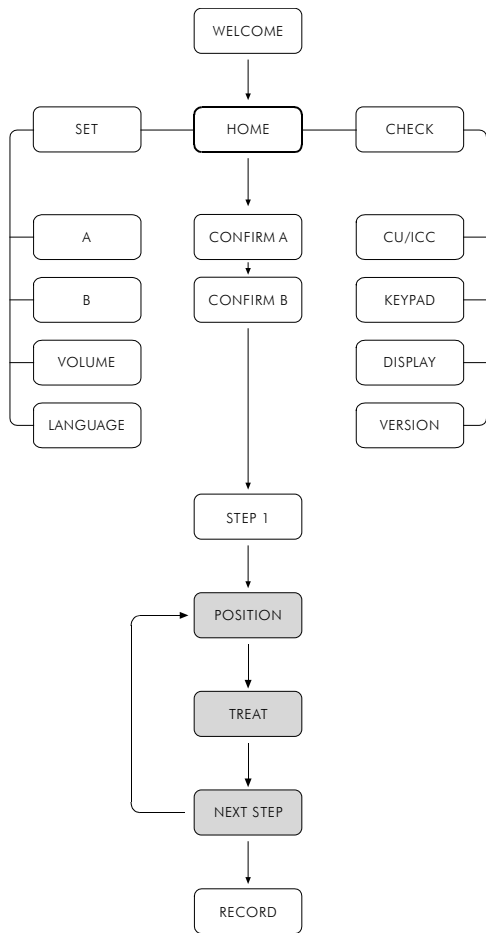 WELCOME
SET
HOME
CHECK
A
CONFIRM A
CU/ICC
B
CONFIRM B
KEYPAD
VOLUME
DISPLAY
LANGUAGE
VERSION
STEP 1
POSITION
TREAT
NEXT STEP
RECORD